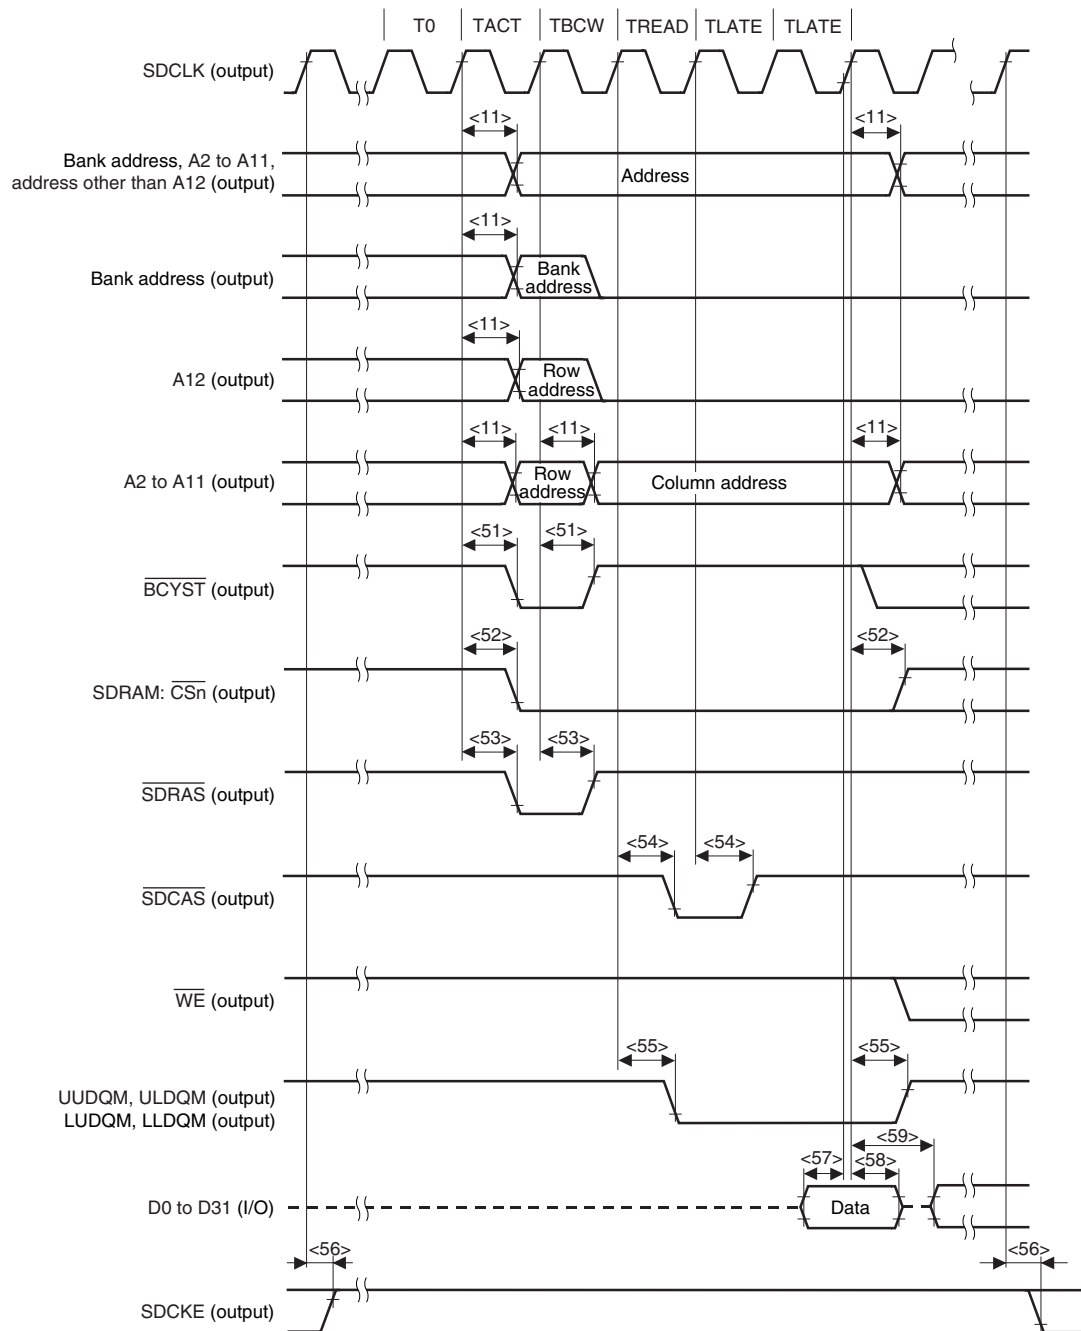 T0 TACT TBCW TREAD TLATE TLATE
SDCLK (output)
<11> <11>
Bank address, A2 to A11,
address other than A12 (output)
Address
<11>
Bank address (output)
Bank
address
<11>
A12 (output)
Row
address
<11> <11> <11>
A2 to A11 (output)
Row
address
Column address
<51> <51>
BCYST (output)
<52> <52>
SDRAM: CSn (output)
<53> <53>
SDRAS (output)
<54> <54>
SDCAS (output)
WE (output)
<55> <55>
UUDQM, ULDQM (output)
LUDQM, LLDQM (output)
<59>
<57> <58>
D0 to D31 (I/O)
Data
<56> <56>
SDCKE (output)